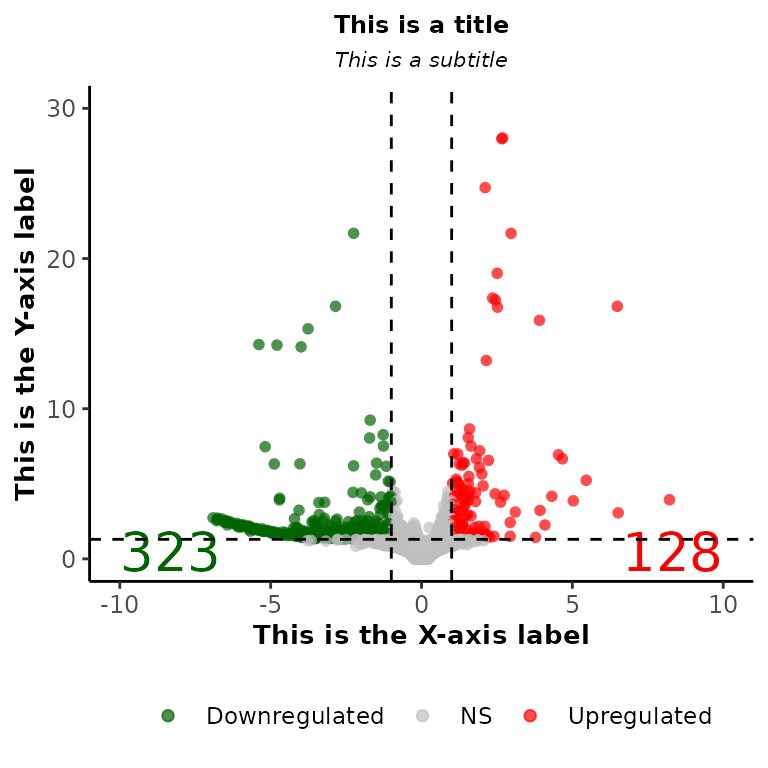 This is a title
This is a subtitle
This is the Y-axis label
30
20
10
0
323
128
-10 -5 0 5 10
This is the X-axis label
Downregulated NS Upregulated